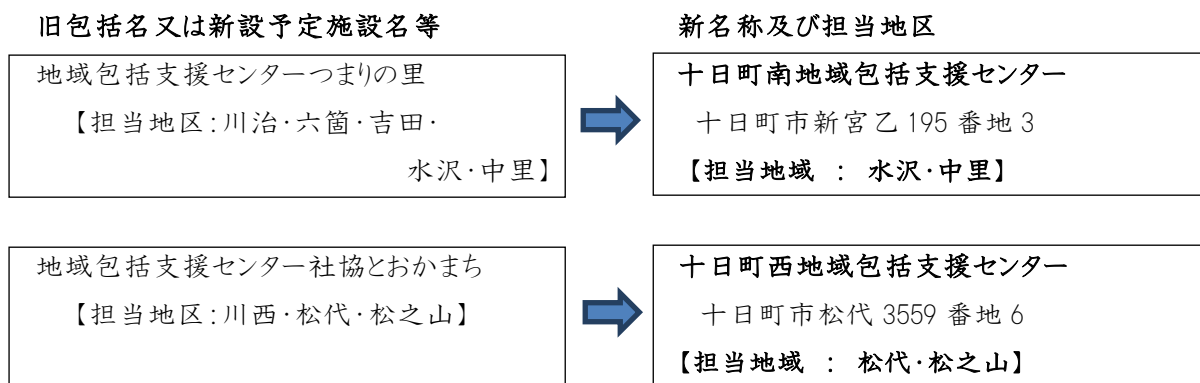 旧包括名又は新設予定施設名等
新名称及び担当地区
地域包括支援センターつまりの里
【担当地区:川治・六箇・吉田・
水沢・中里】
十日町南地域包括支援センター
十日町市新宮乙 195 番地 3
【担当地域 : 水沢・中里】
地域包括支援センター社協とおかまち
【担当地区:川西・松代・松之山】
十日町西地域包括支援センター
十日町市松代 3559 番地 6
【担当地域 : 松代・松之山】